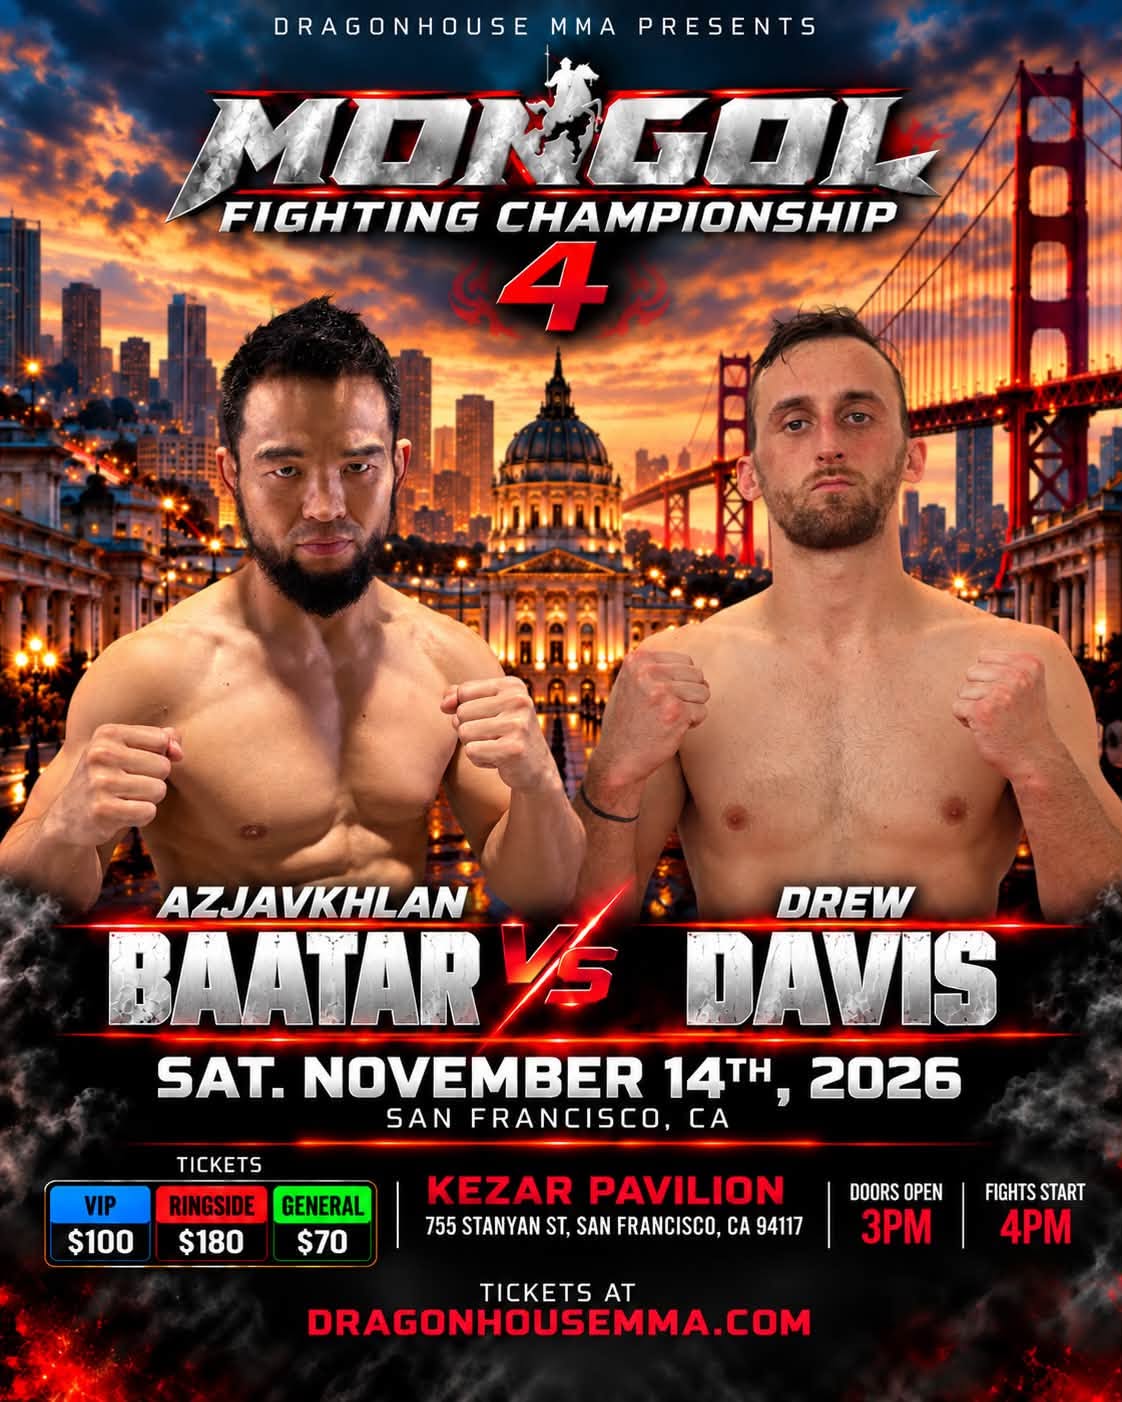 DRAGONHOUSE MMA PRESENTS
MONGOL
FIGHTING CHAMPIONSHIP
4
AZJAVKHLAN
BAATAR
VS
DREW
DAVIS
SAT. NOVEMBER 14TH, 2026
SAN FRANCISCO, CA
TICKETS
VIP
$100
RINGSIDE
$180
GENERAL
$70
KEZAR PAVILION
755 STANYAN ST, SAN FRANCISCO, CA 94117
DOORS OPEN
3PM
FIGHTS START
4PM
TICKETS AT
DRAGONHOUSEMMA.COM